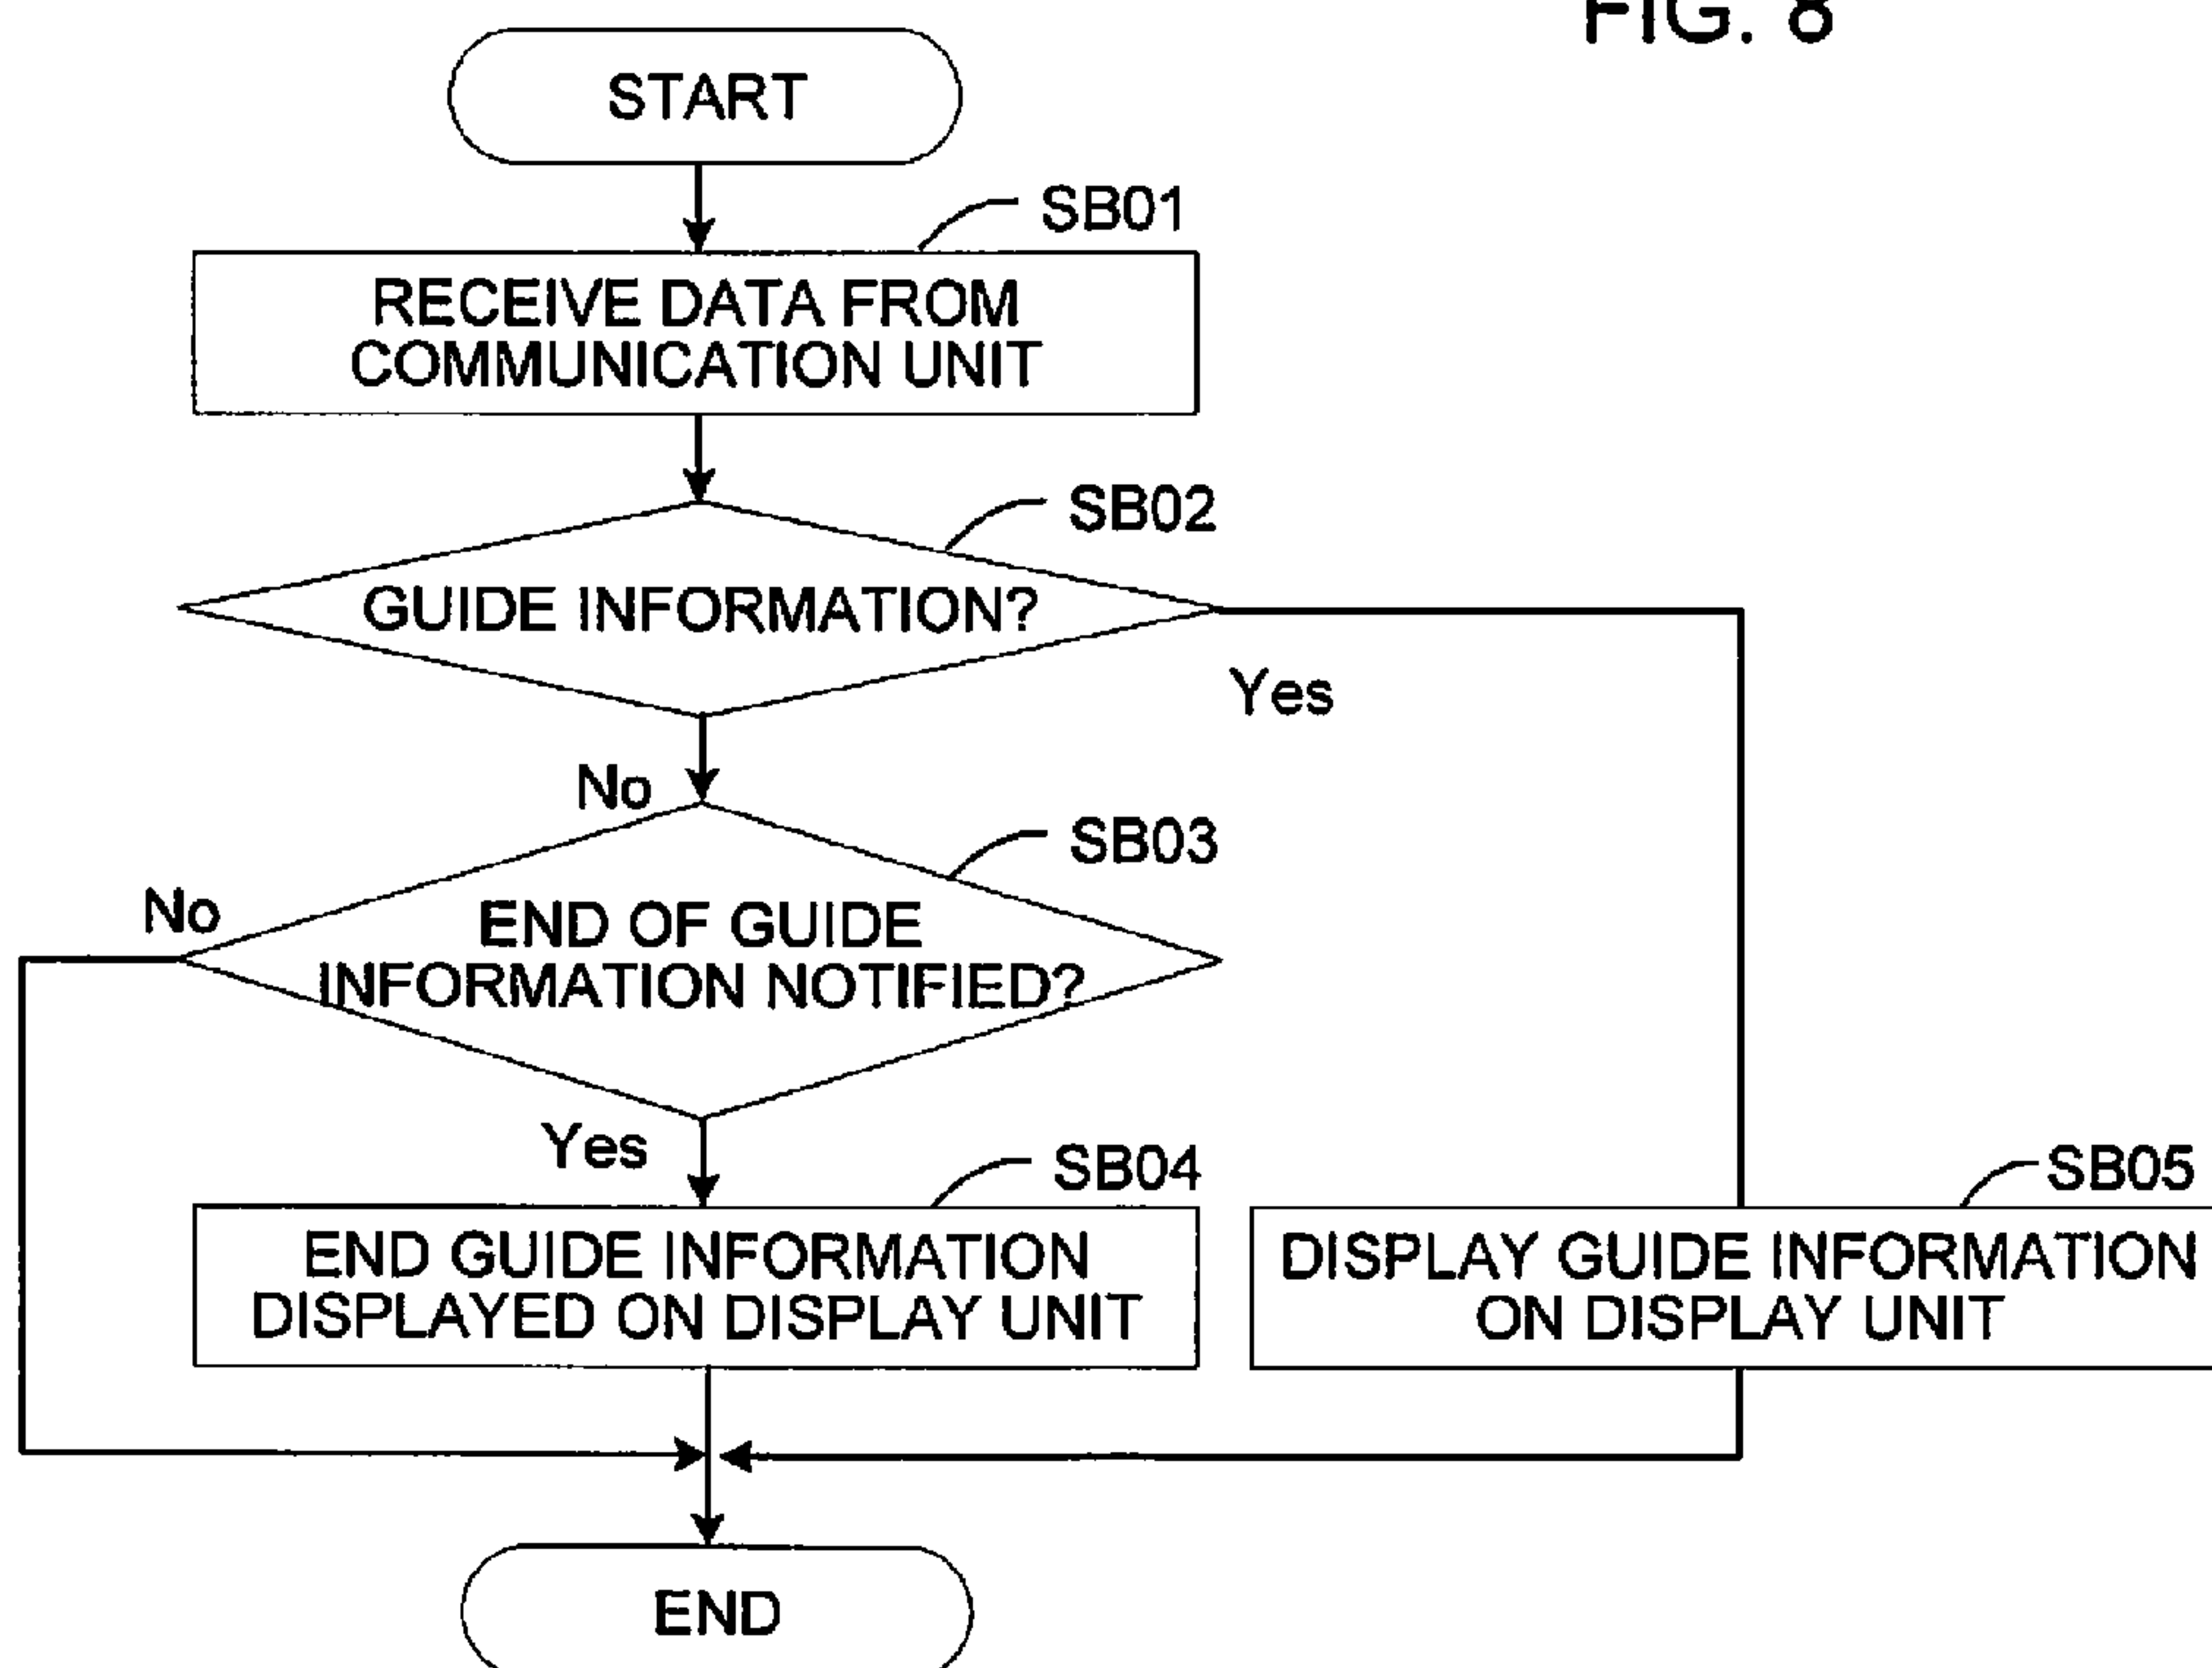 FIG. 8
START
SB01
RECEIVE DATA FROM
COMMUNICATION UNIT
SB02
GUIDE INFORMATION?
Yes
No
SB03
No
END OF GUIDE
INFORMATION NOTIFIED?
Yes
SB04
SB05
END GUIDE INFORMATION
DISPLAYED ON DISPLAY UNIT
DISPLAY GUIDE INFORMATION
ON DISPLAY UNIT
END